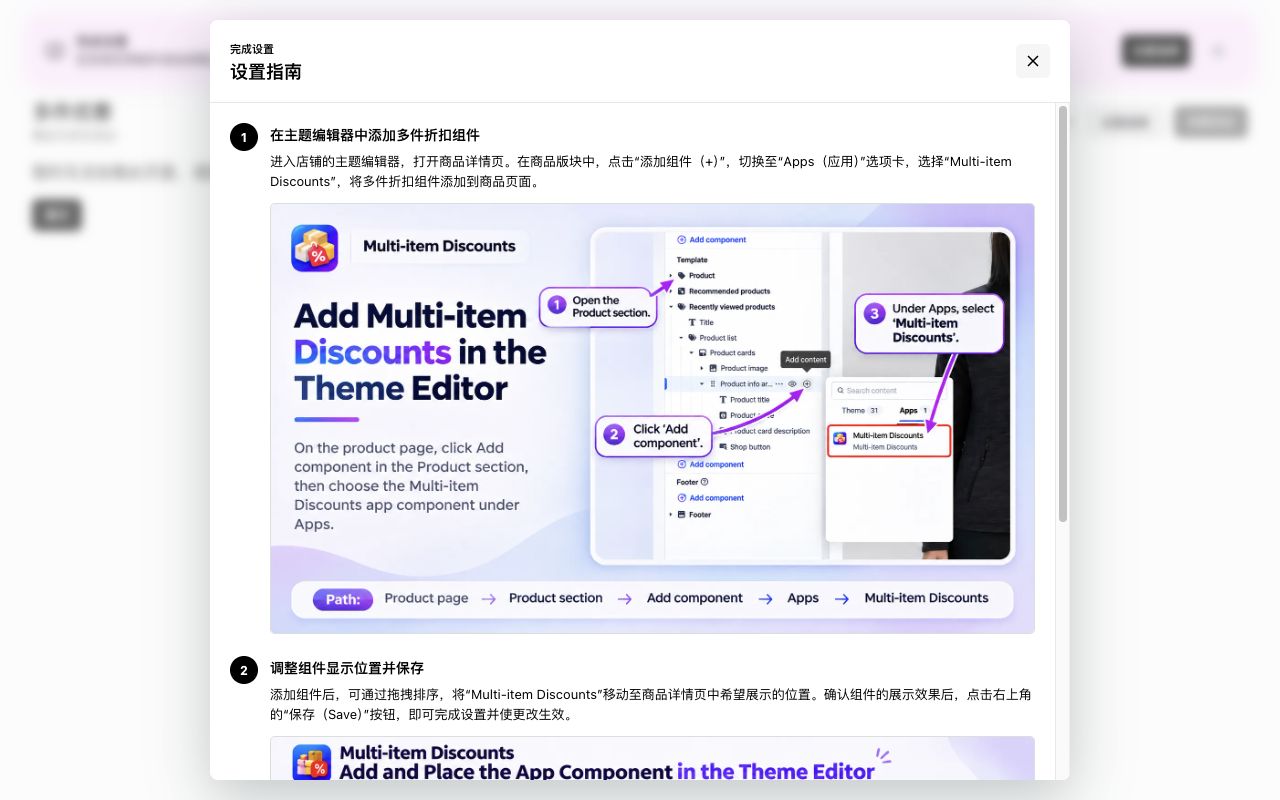 完成设置
设置指南
1
在主题编辑器中添加多件折扣组件
进入店铺的主题编辑器，打开商品详情页。在商品版块中，点击“添加组件（+）”，切换至“Apps（应用）”选项卡，选择“Multi-item
Discounts”，将多件折扣组件添加到商品页面。
Multi-item Discounts
Add Multi-item
Discounts in the
Theme Editor
On the product page, click Add
component in the Product section,
then choose the Multi-item
Discounts app component under
Apps.
Add component
Template
Product
Recommended products
Recently viewed products
Title
Product list
Product cards
Product image
Product info ar...
Product title
Product card description
Shop button
Add component
Footer
Add component
Footer
1 Open the
Product section.
Add content
2 Click ‘Add
component’.
3 Under Apps, select
‘Multi-item
Discounts’.
Search content
Theme 31 Apps 1
Multi-item Discounts
Multi-item Discounts
Path: Product page → Product section → Add component → Apps → Multi-item Discounts
2
调整组件显示位置并保存
添加组件后，可通过拖拽排序，将“Multi-item Discounts”移动至商品详情页中希望展示的位置。确认组件的展示效果后，点击右上角
的“保存（Save）”按钮，即可完成设置并使更改生效。
Multi-item Discounts
Add and Place the App Component in the Theme Editor